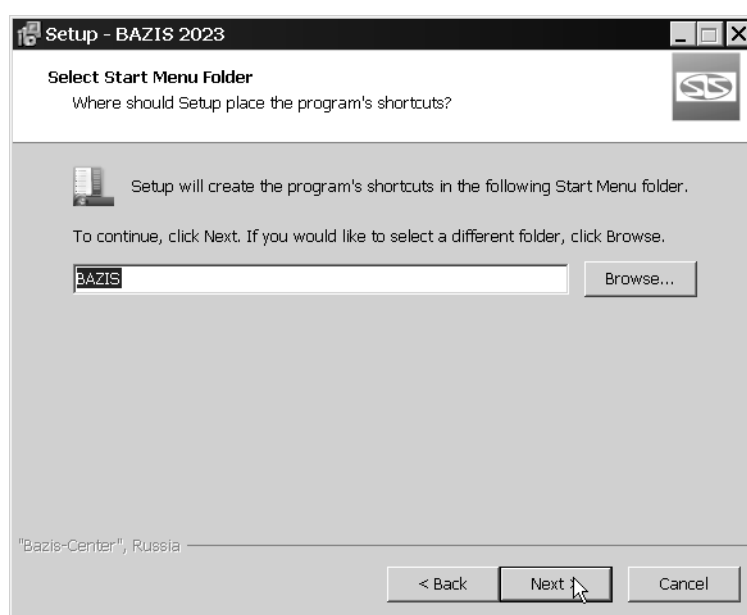 Setup - BAZIS 2023
Select Start Menu Folder
Where should Setup place the program's shortcuts?
Setup will create the program's shortcuts in the following Start Menu folder.
To continue, click Next. If you would like to select a different folder, click Browse.
BAZIS
Browse...
"Bazis-Center", Russia
< Back
Next >
Cancel